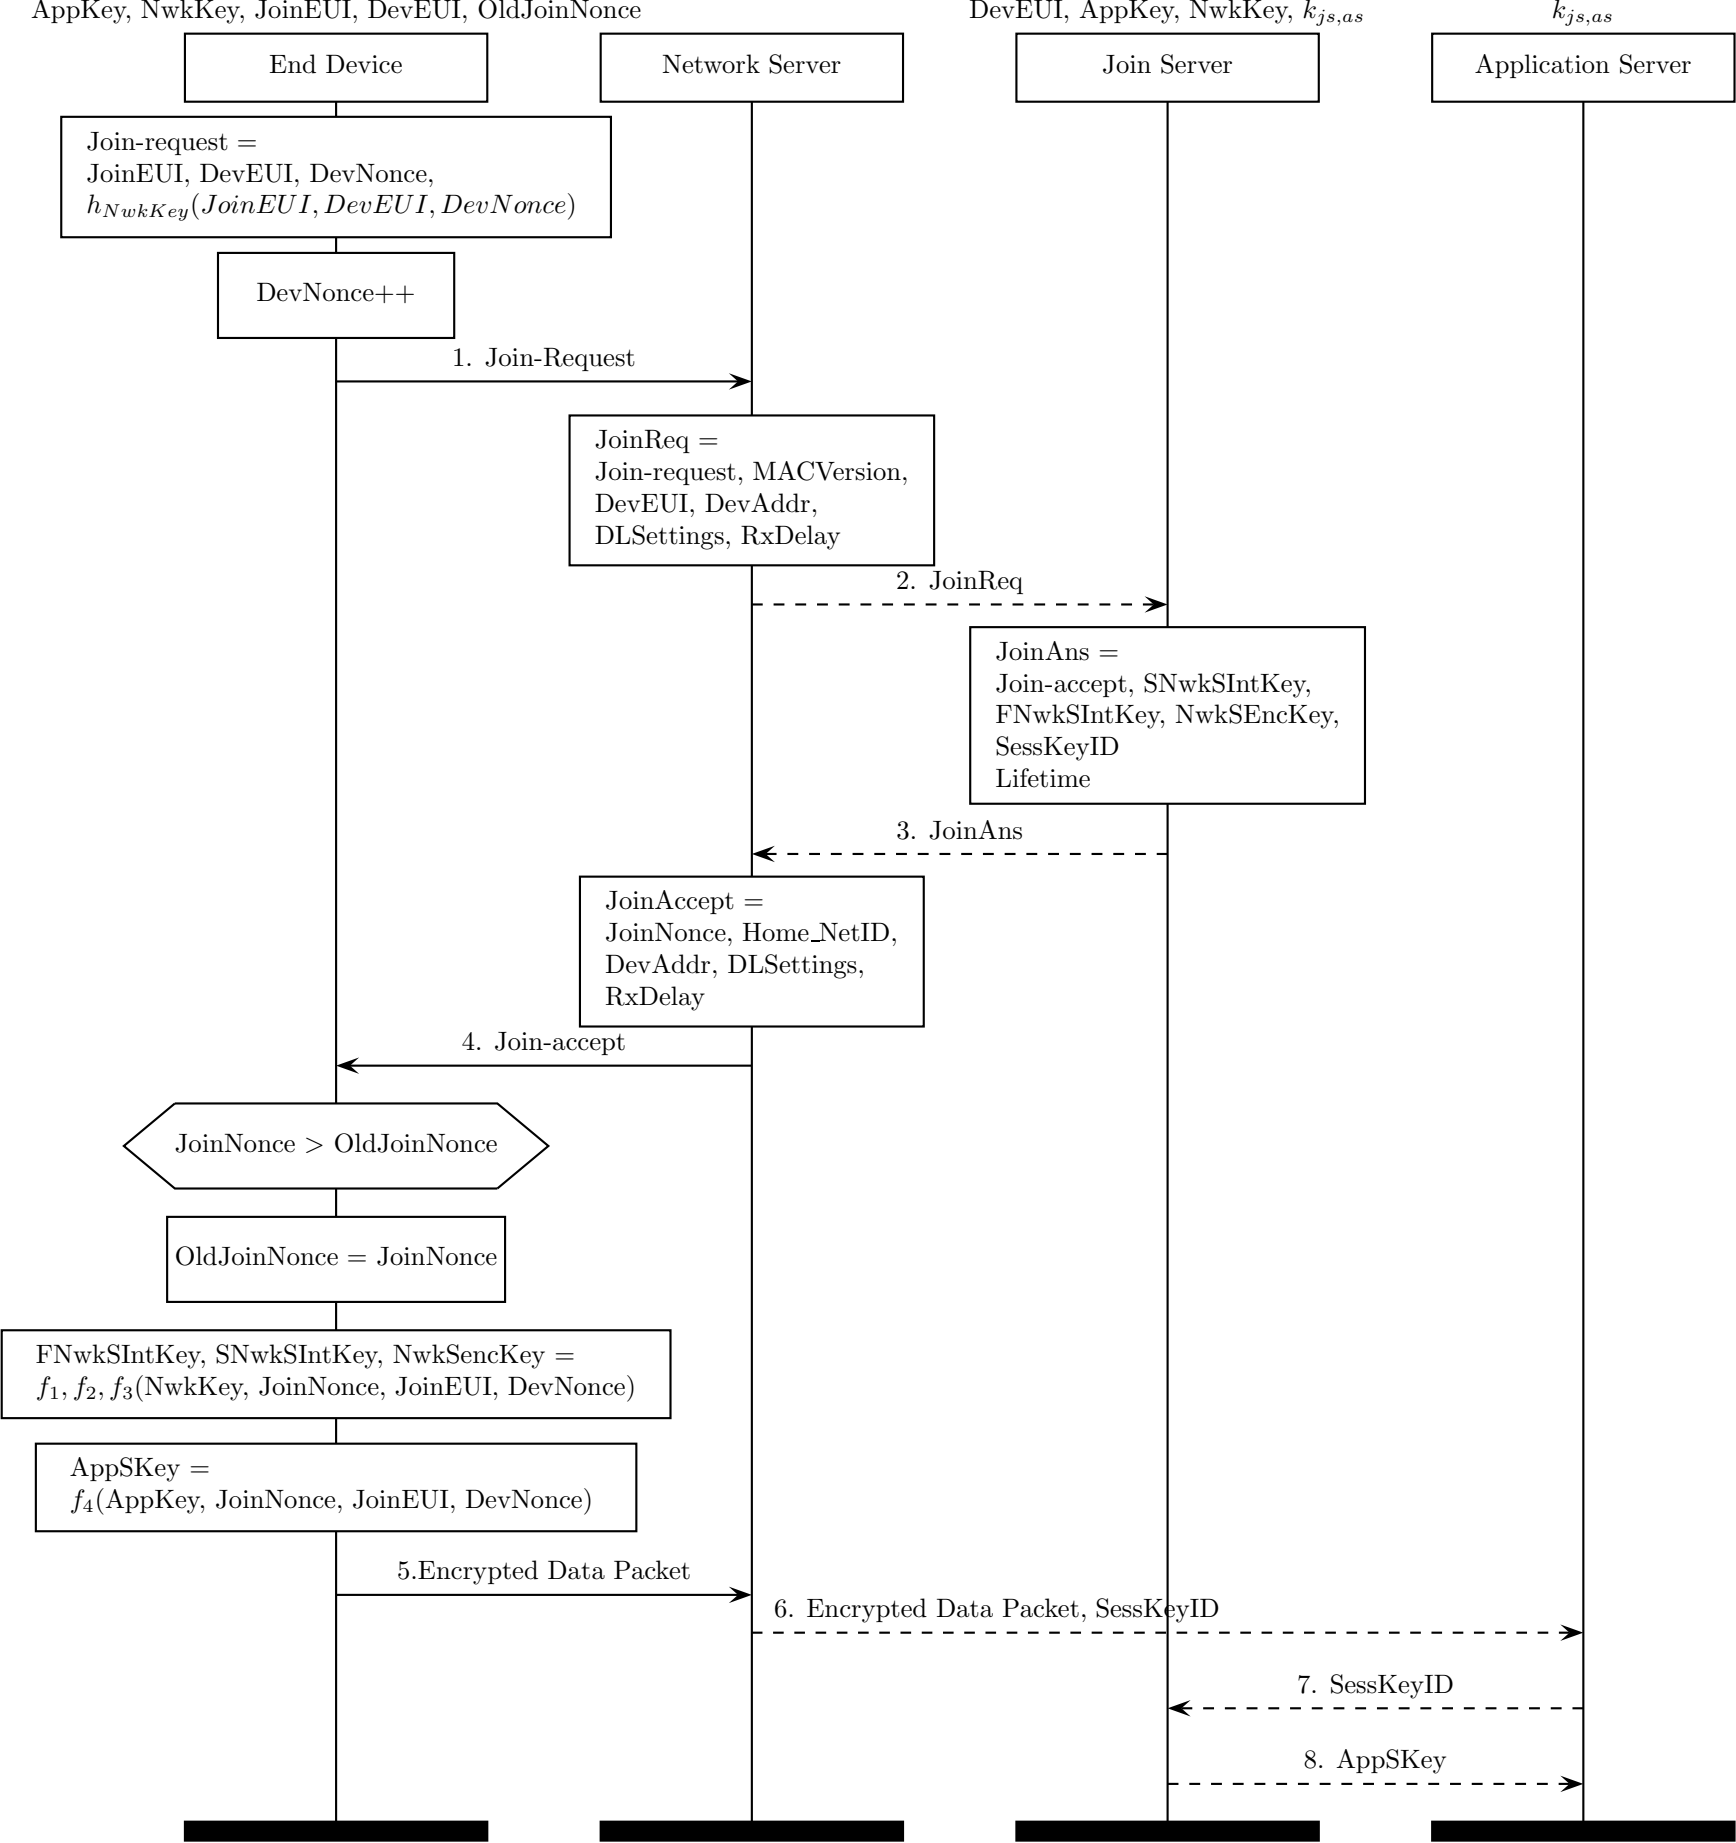 AppKey, NwkKey, JoinEUI, DevEUI, OldJoinNonce
DevEUI, AppKey, NwkKey, k_{js,as}
k_{js,as}
End Device
Network Server
Join Server
Application Server
Join-request =
JoinEUI, DevEUI, DevNonce,
h_{NwkKey}(JoinEUI, DevEUI, DevNonce)
DevNonce++
1. Join-Request
JoinReq =
Join-request, MACVersion,
DevEUI, DevAddr,
DLSettings, RxDelay
2. JoinReq
JoinAns =
Join-accept, SNwkSIntKey,
FNwkSIntKey, NwkSEncKey,
SessKeyID
Lifetime
3. JoinAns
JoinAccept =
JoinNonce, Home_NetID,
DevAddr, DLSettings,
RxDelay
4. Join-accept
JoinNonce > OldJoinNonce
OldJoinNonce = JoinNonce
FNwkSIntKey, SNwkSIntKey, NwkSencKey =
f_1, f_2, f_3(NwkKey, JoinNonce, JoinEUI, DevNonce)
AppSKey =
f_4(AppKey, JoinNonce, JoinEUI, DevNonce)
5.Encrypted Data Packet
6. Encrypted Data Packet, SessKeyID
7. SessKeyID
8. AppSKey